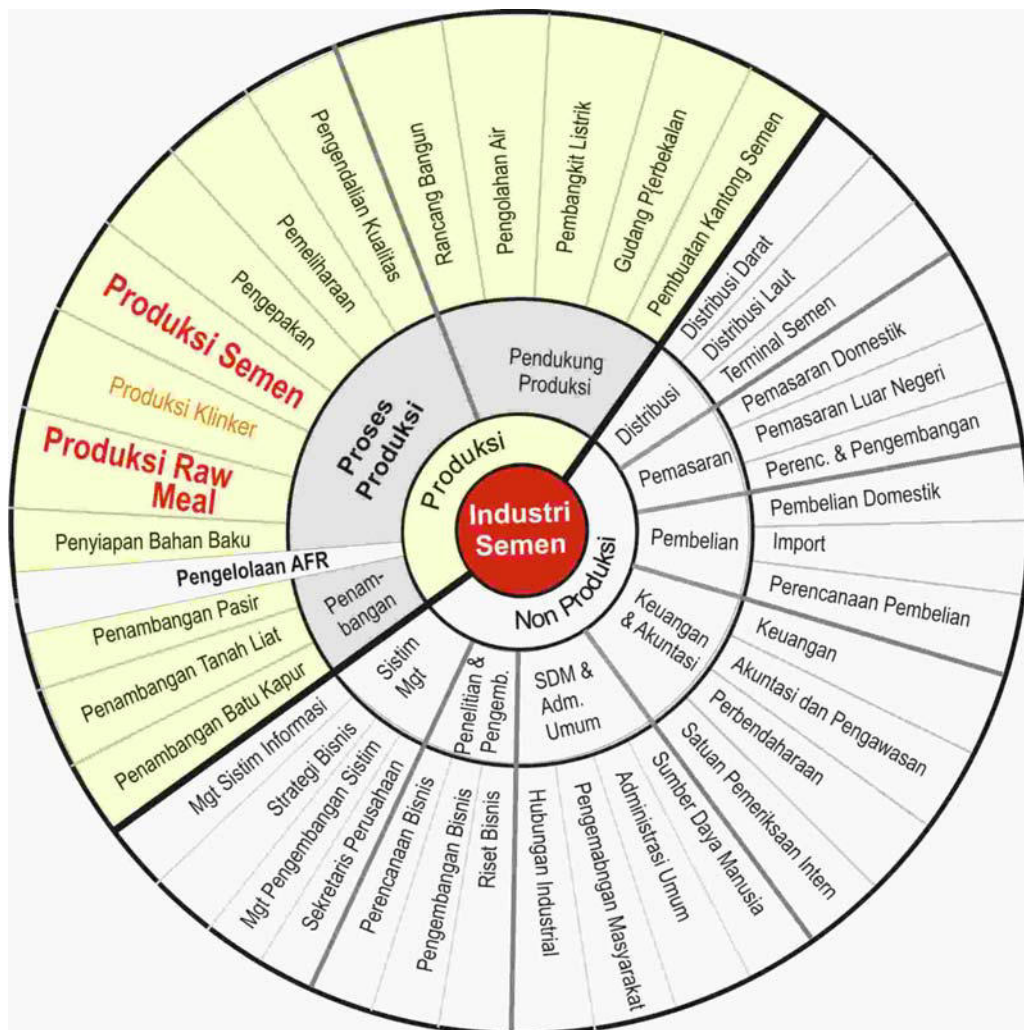 Industri
Semen
Produksi
Non Produksi
Proses
Produksi
Pendukung
Produksi
Distribusi
Pemasaran
Pembelian
Keuangan
& Akuntasi
SDM &
Adm.
Umum
Penelitian &
Pengemb.
Sistim
Mgt
Penam-
bangan
Rancang Bangun
Pengolahan Air
Pembangkit Listrik
Gudang P{erbekalan
Pembuatan Kantong Semen
Distribusi Darat
Distribusi Laut
Terminal Semen
Pemasaran Domestik
Pemasaran Luar Negeri
Perenc. & Pengembangan
Pembelian Domestik
Import
Perencanaan Pembelian
Keuangan
Akuntasi dan Pengawasan
Perbendaharaan
Satuan Pemeriksaan Intern
Sumber Daya Manusia
Administrasi Umum
Pengemabngan Masyarakat
Hubungan Industrial
Riset Bisnis
Pengembangan Bisnis
Perencanaan Bisnis
Sekretaris Perusahaan
Mgt Pengembangan Sistim
Strategi Bisnis
Mgt Sistim Informasi
Penambangan Batu Kapur
Penambangan Tanah Liat
Penambangan Pasir
Pengelolaan AFR
Penyiapan Bahan Baku
Produksi Raw
Meal
Produksi Klinker
Produksi Semen
Pengepakan
Pemeliharaan
Pengendalian Kualitas